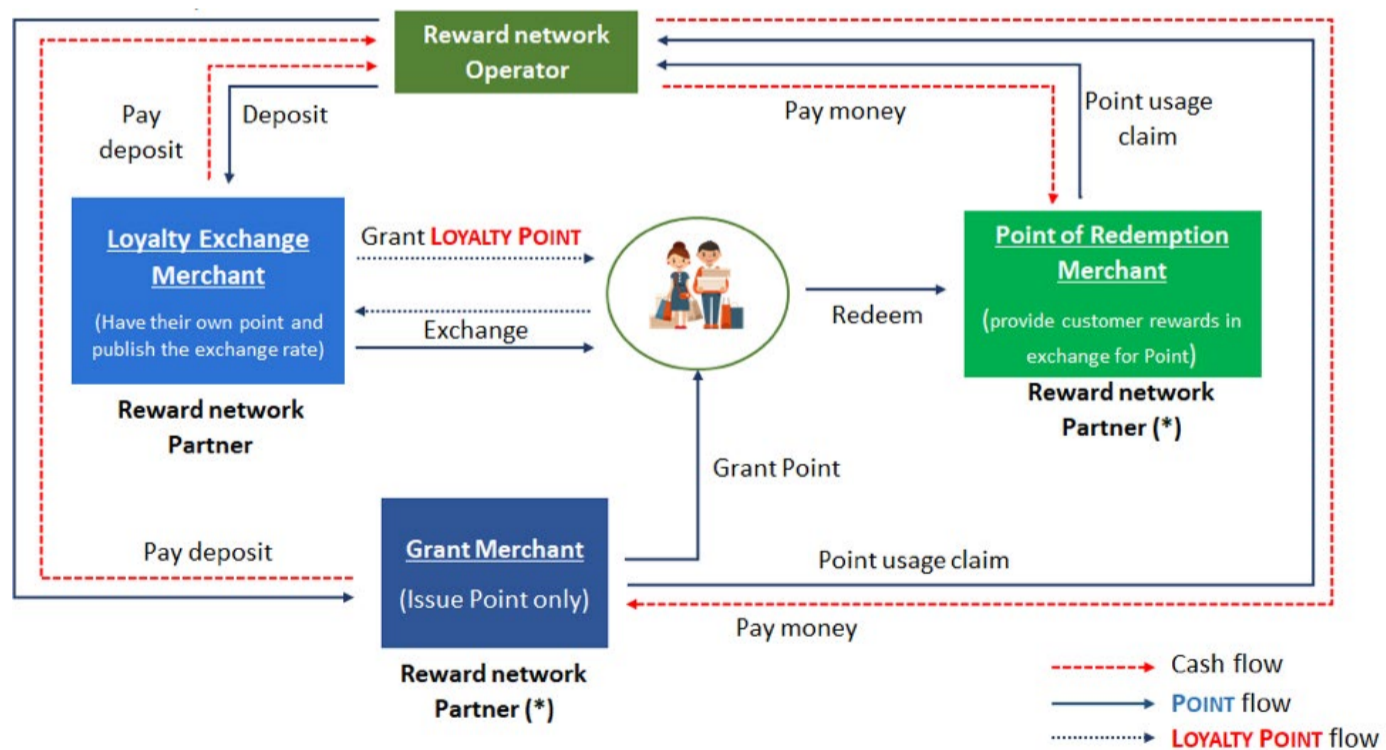 Reward network
Operator
Pay
deposit
Deposit
Pay money
Point usage
claim
Loyalty Exchange
Merchant
(Have their own point and
publish the exchange rate)
Reward network
Partner
Grant LOYALTY POINT
Exchange
Redeem
Point of Redemption
Merchant
(provide customer rewards in
exchange for Point)
Reward network
Partner (*)
Grant Point
Pay deposit
Grant Merchant
(Issue Point only)
Reward network
Partner (*)
Point usage claim
Pay money
Cash flow
POINT flow
LOYALTY POINT flow